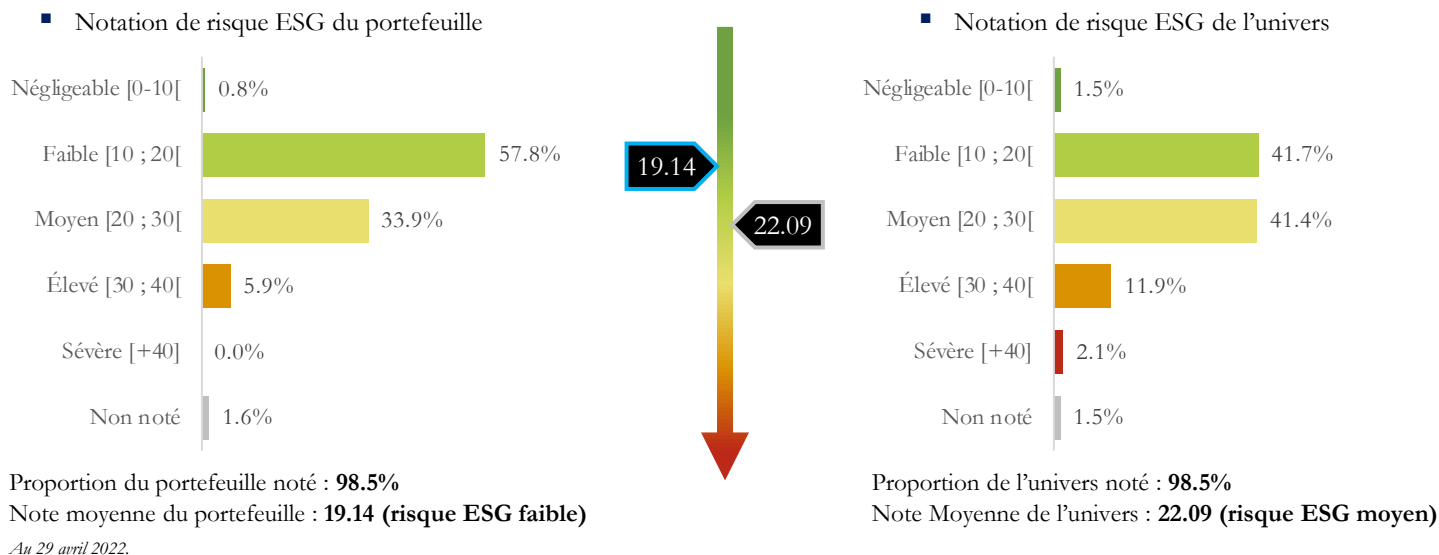 ▪ Notation de risque ESG du portefeuille
Négligeable [0-10[ 0.8%
Faible [10 ; 20[ 57.8%
Moyen [20 ; 30[ 33.9%
Élevé [30 ; 40[ 5.9%
Sévère [+40] 0.0%
Non noté 1.6%
Proportion du portefeuille noté : 98.5%
Note moyenne du portefeuille : 19.14 (risque ESG faible)
Au 29 avril 2022.
19.14
22.09
▪ Notation de risque ESG de l’univers
Négligeable [0-10[ 1.5%
Faible [10 ; 20[ 41.7%
Moyen [20 ; 30[ 41.4%
Élevé [30 ; 40[ 11.9%
Sévère [+40] 2.1%
Non noté 1.5%
Proportion de l’univers noté : 98.5%
Note Moyenne de l’univers : 22.09 (risque ESG moyen)